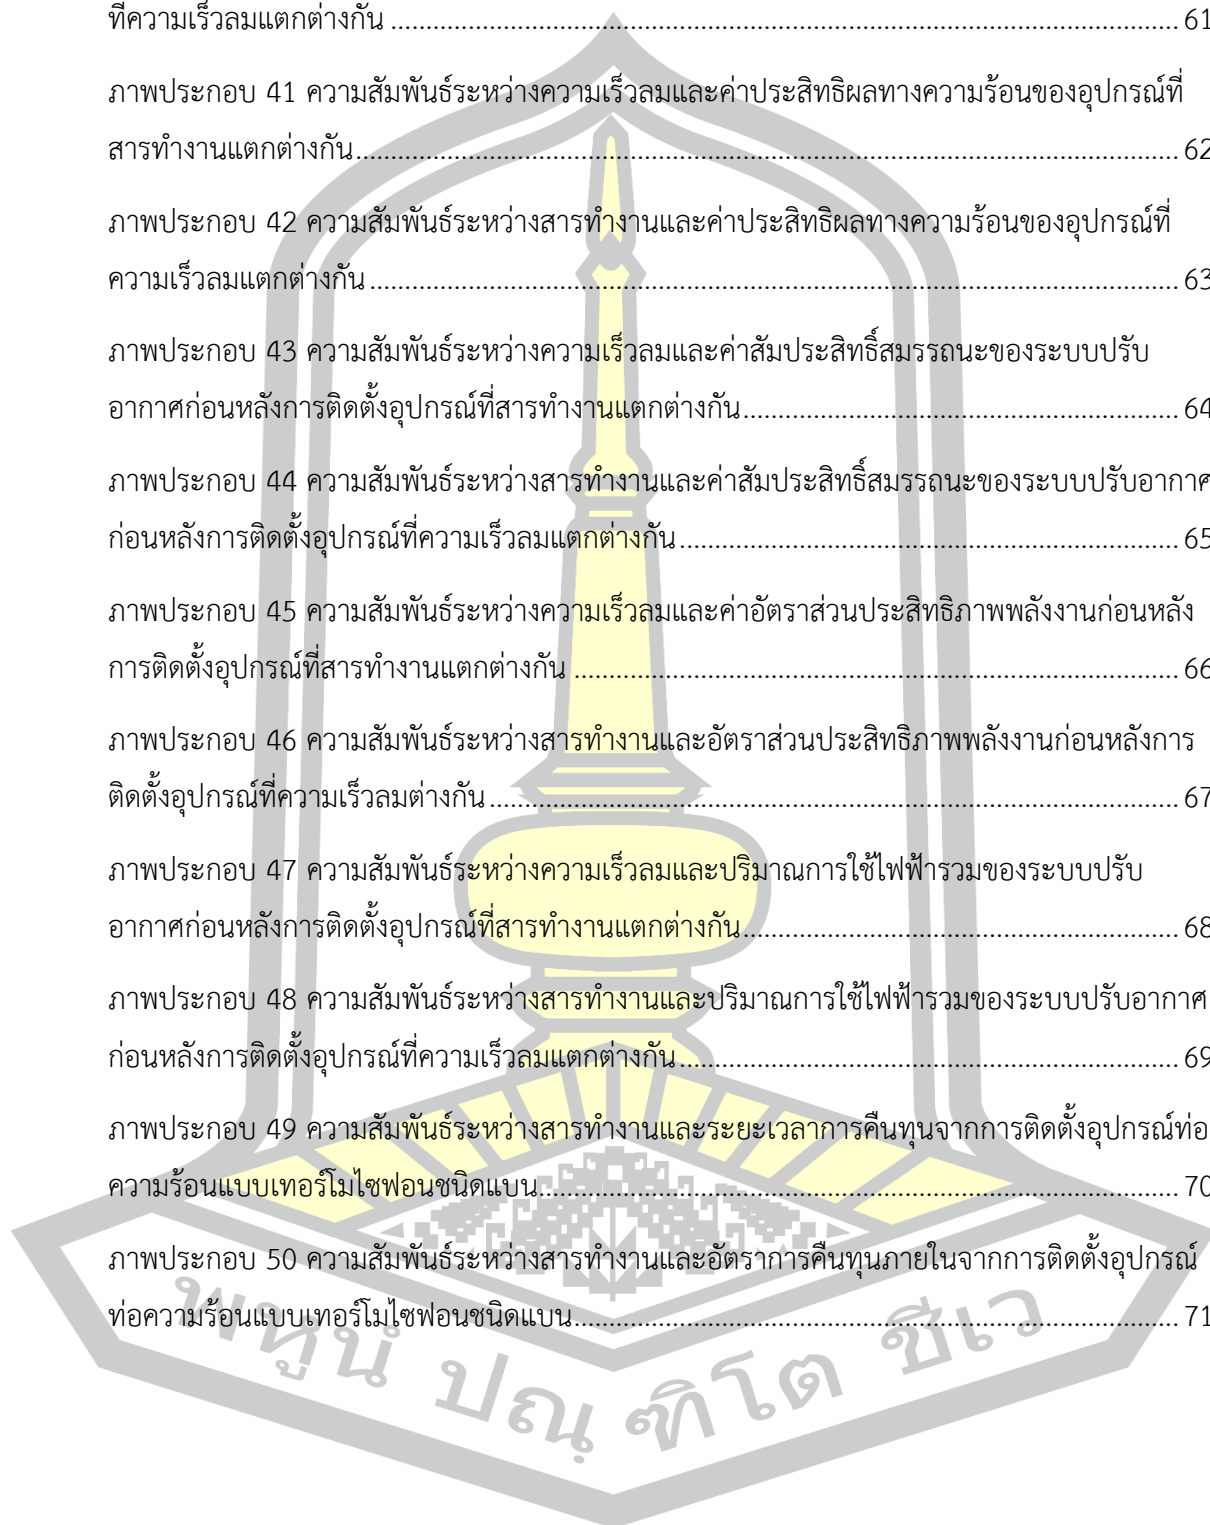 ที่ความเร็วลมแตกต่างกัน ........................................................................................................ 61
ภาพประกอบ 41 ความสัมพันธ์ระหว่างความเร็วลมและค่าประสิทธิผลทางความร้อนของอุปกรณ์ที่
สารทำงานแตกต่างกัน........................................................................................................ 62
ภาพประกอบ 42 ความสัมพันธ์ระหว่างสารทำงานและค่าประสิทธิผลทางความร้อนของอุปกรณ์ที่
ความเร็วลมแตกต่างกัน ........................................................................................................ 63
ภาพประกอบ 43 ความสัมพันธ์ระหว่างความเร็วลมและค่าสัมประสิทธิ์สมรรถนะของระบบปรับ
อากาศก่อนหลังการติดตั้งอุปกรณ์ที่สารทำงานแตกต่างกัน....................................................... 64
ภาพประกอบ 44 ความสัมพันธ์ระหว่างสารทำงานและค่าสัมประสิทธิ์สมรรถนะของระบบปรับอากาศ
ก่อนหลังการติดตั้งอุปกรณ์ที่ความเร็วลมแตกต่างกัน ............................................................... 65
ภาพประกอบ 45 ความสัมพันธ์ระหว่างความเร็วลมและค่าอัตราส่วนประสิทธิภาพพลังงานก่อนหลัง
การติดตั้งอุปกรณ์ที่สารทำงานแตกต่างกัน ............................................................................. 66
ภาพประกอบ 46 ความสัมพันธ์ระหว่างสารทำงานและอัตราส่วนประสิทธิภาพพลังงานก่อนหลังการ
ติดตั้งอุปกรณ์ที่ความเร็วลมต่างกัน ....................................................................................... 67
ภาพประกอบ 47 ความสัมพันธ์ระหว่างความเร็วลมและปริมาณการใช้ไฟฟ้ารวมของระบบปรับ
อากาศก่อนหลังการติดตั้งอุปกรณ์ที่สารทำงานแตกต่างกัน....................................................... 68
ภาพประกอบ 48 ความสัมพันธ์ระหว่างสารทำงานและปริมาณการใช้ไฟฟ้ารวมของระบบปรับอากาศ
ก่อนหลังการติดตั้งอุปกรณ์ที่ความเร็วลมแตกต่างกัน ............................................................... 69
ภาพประกอบ 49 ความสัมพันธ์ระหว่างสารทำงานและระยะเวลาการคืนทุนจากการติดตั้งอุปกรณ์ท่อ
ความร้อนแบบเทอร์โมไซฟอนชนิดแบน................................................................................ 70
ภาพประกอบ 50 ความสัมพันธ์ระหว่างสารทำงานและอัตราการคืนทุนภายในจากการติดตั้งอุปกรณ์
ท่อความร้อนแบบเทอร์โมไซฟอนชนิดแบน............................................................................ 71
พหูนํ ปณฺฑิโต ชีเว